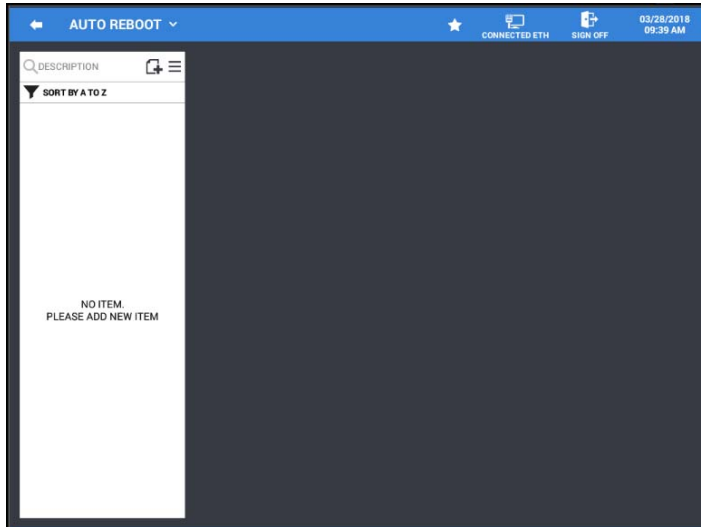 AUTO REBOOT
CONNECTED ETH
SIGN OFF
03/28/2018
09:39 AM
DESCRIPTION
SORT BY A TO Z
NO ITEM.
PLEASE ADD NEW ITEM